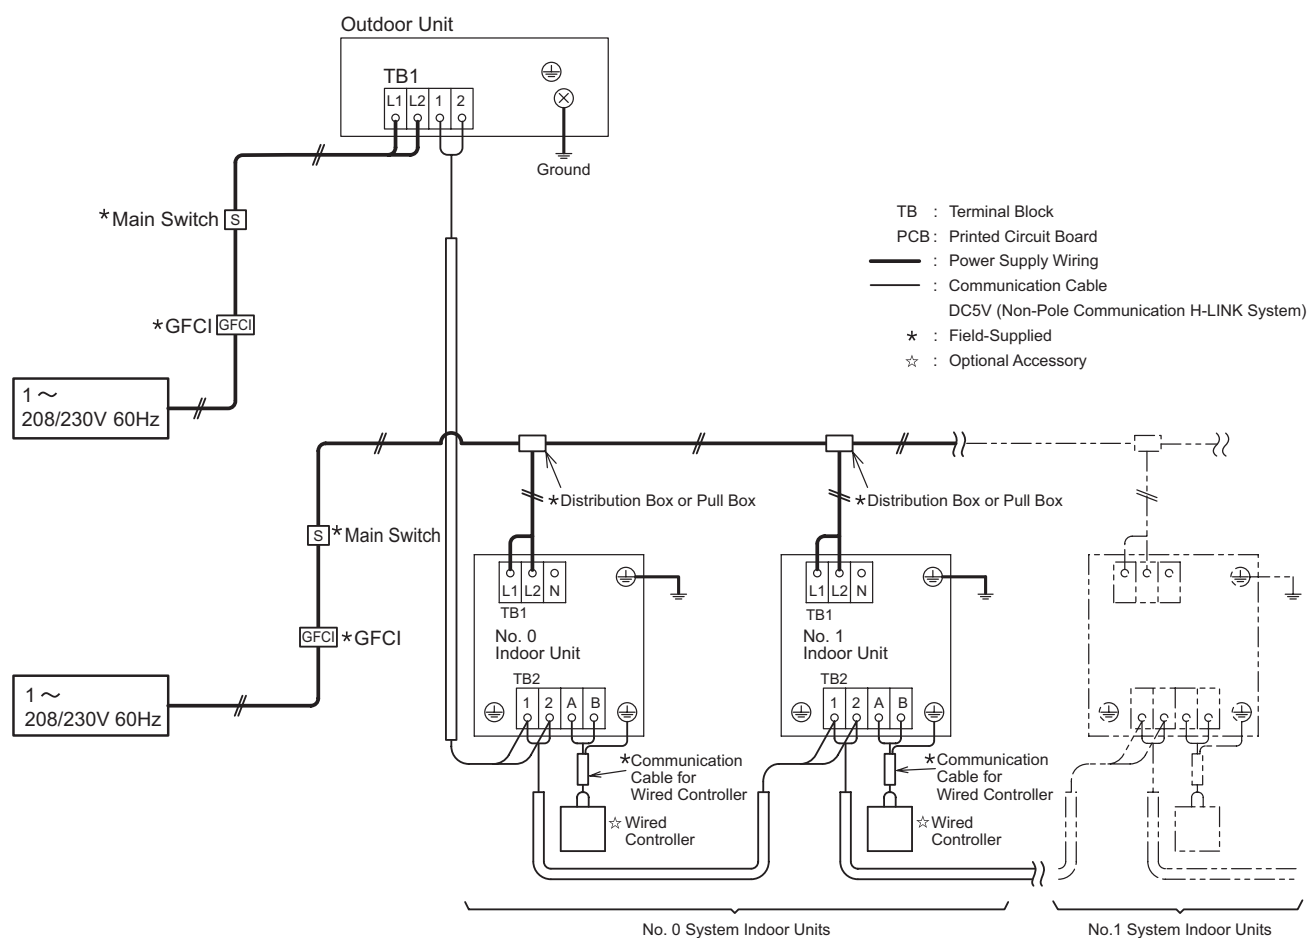 Outdoor Unit
TB1
L1 L2 1 2
Ground
*Main Switch S
*GFCI GFCI
1～
208/230V 60Hz
TB : Terminal Block
PCB : Printed Circuit Board
: Power Supply Wiring
: Communication Cable
DC5V (Non-Pole Communication H-LINK System)
* : Field-Supplied
☆ : Optional Accessory
*Distribution Box or Pull Box
*Distribution Box or Pull Box
S *Main Switch
GFCI *GFCI
1～
208/230V 60Hz
L1 L2 N
TB1
No. 0
Indoor Unit
TB2
1 2 A B
*Communication
Cable for
Wired Controller
☆Wired
Controller
L1 L2 N
TB1
No. 1
Indoor Unit
TB2
1 2 A B
*Communication
Cable for
Wired Controller
☆Wired
Controller
No. 0 System Indoor Units
No.1 System Indoor Units